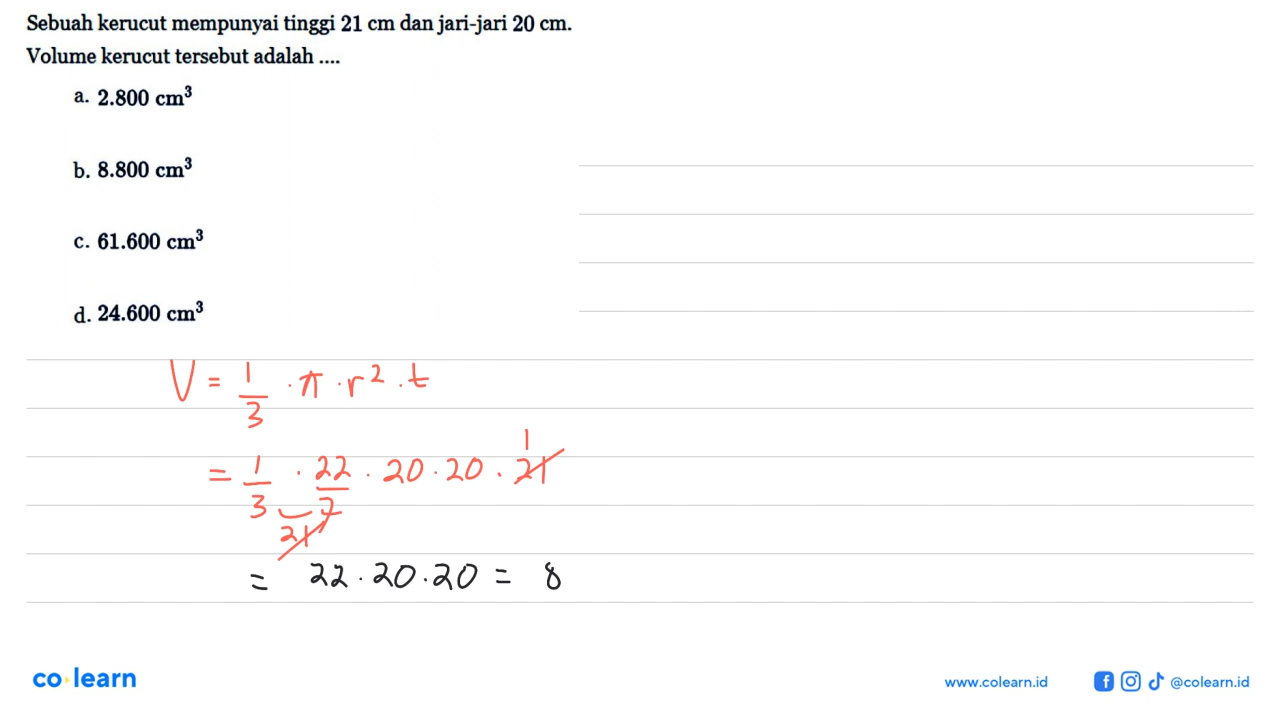 Sebuah kerucut mempunyai tinggi 21 cm dan jari-jari 20 cm.
Volume kerucut tersebut adalah ....
a. 2.800 cm³
b. 8.800 cm³
c. 61.600 cm³
d. 24.600 cm³
V = 1/3 · π · r² · t
= 1/3 · 22/7 · 20 · 20 · 21 1
21
= 22 · 20 · 20 = 8
co·learn
www.colearn.id @colearn.id